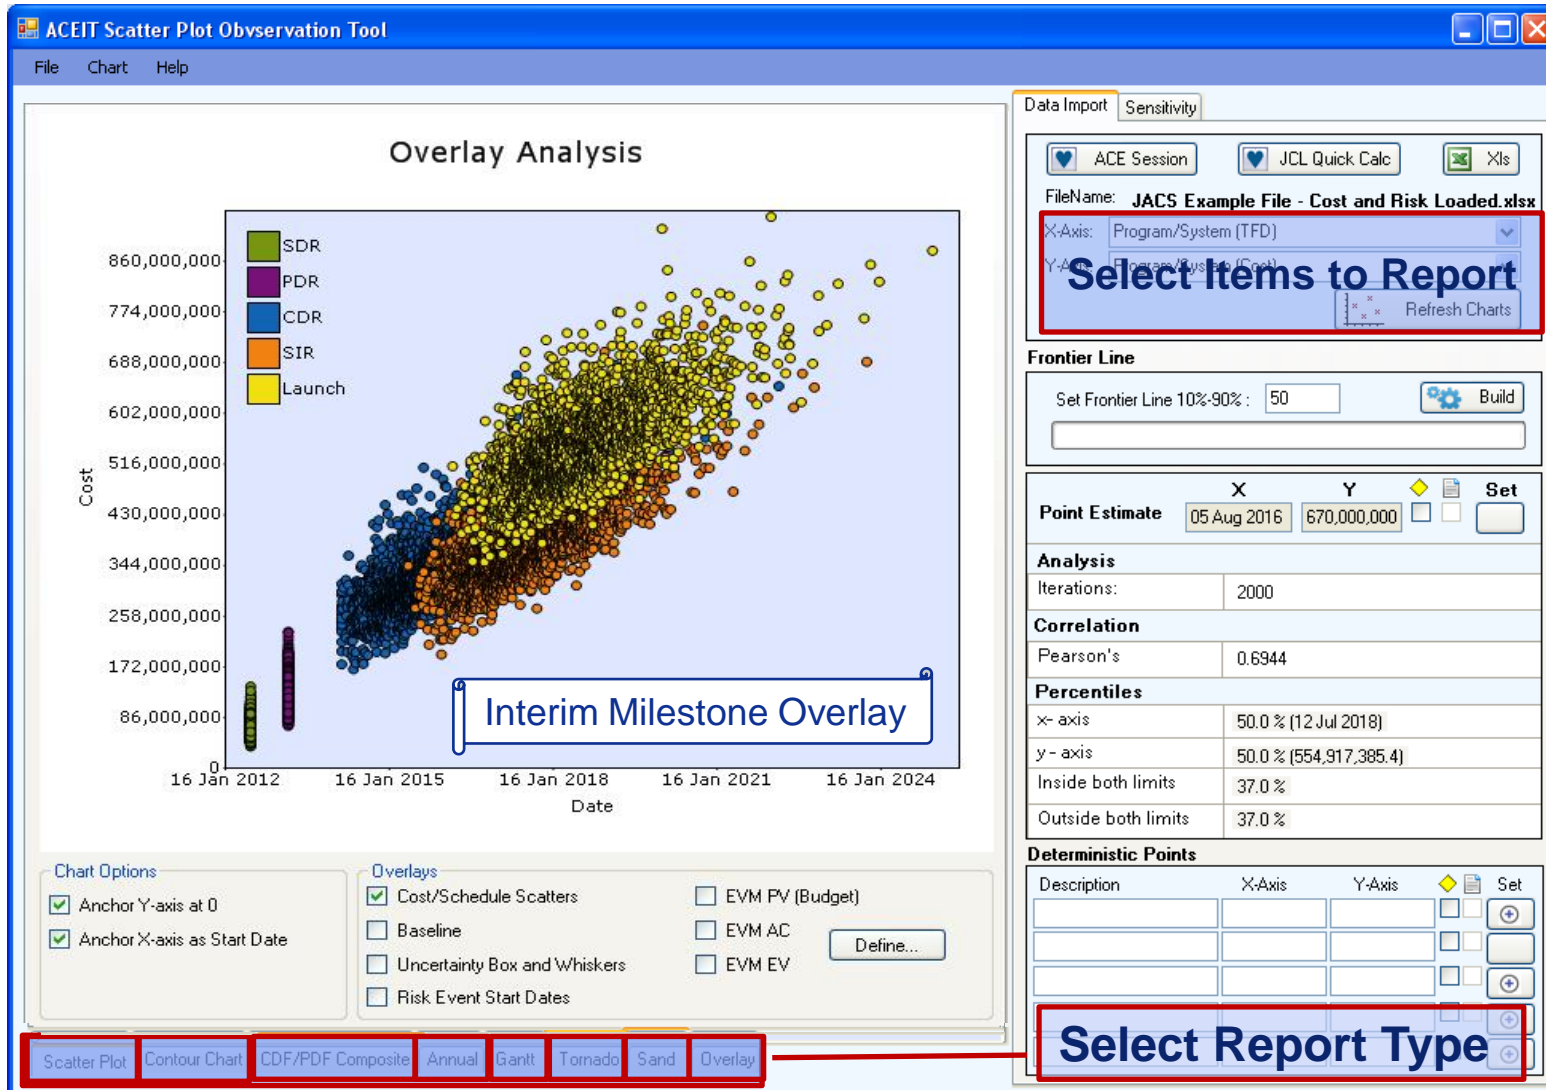 ACEIT Scatter Plot Obvservation Tool
File Chart Help
Overlay Analysis
SDR
PDR
CDR
SIR
Launch
Cost
860,000,000
774,000,000
688,000,000
602,000,000
516,000,000
430,000,000
344,000,000
258,000,000
172,000,000
86,000,000
0
16 Jan 2012 16 Jan 2015 16 Jan 2018 16 Jan 2021 16 Jan 2024
Date
Interim Milestone Overlay
Chart Options
Anchor Y-axis at 0
Anchor X-axis as Start Date
Overlays
Cost/Schedule Scatters
Baseline
Uncertainty Box and Whiskers
Risk Event Start Dates
EVM PV (Budget)
EVM AC
EVM EV
Define...
Scatter Plot Contour Chart CDF/PDF Composite Annual Gantt Tornado Sand Overlay
Data Import Sensitivity
ACE Session JCL Quick Calc Xls
FileName: JACS Example File - Cost and Risk Loaded.xlsx
X-Axis: Program/System (TFD)
Y-Axis: Program/System (Cost)
Select Items to Report
Refresh Charts
Frontier Line
Set Frontier Line 10%-90% : 50 Build
X Y Set
Point Estimate 05 Aug 2016 670,000,000
Analysis
Iterations: 2000
Correlation
Pearson's 0.6944
Percentiles
x- axis 50.0 % (12 Jul 2018)
y - axis 50.0 % (554,917,385.4)
Inside both limits 37.0 %
Outside both limits 37.0 %
Deterministic Points
Description X-Axis Y-Axis Set
Select Report Type